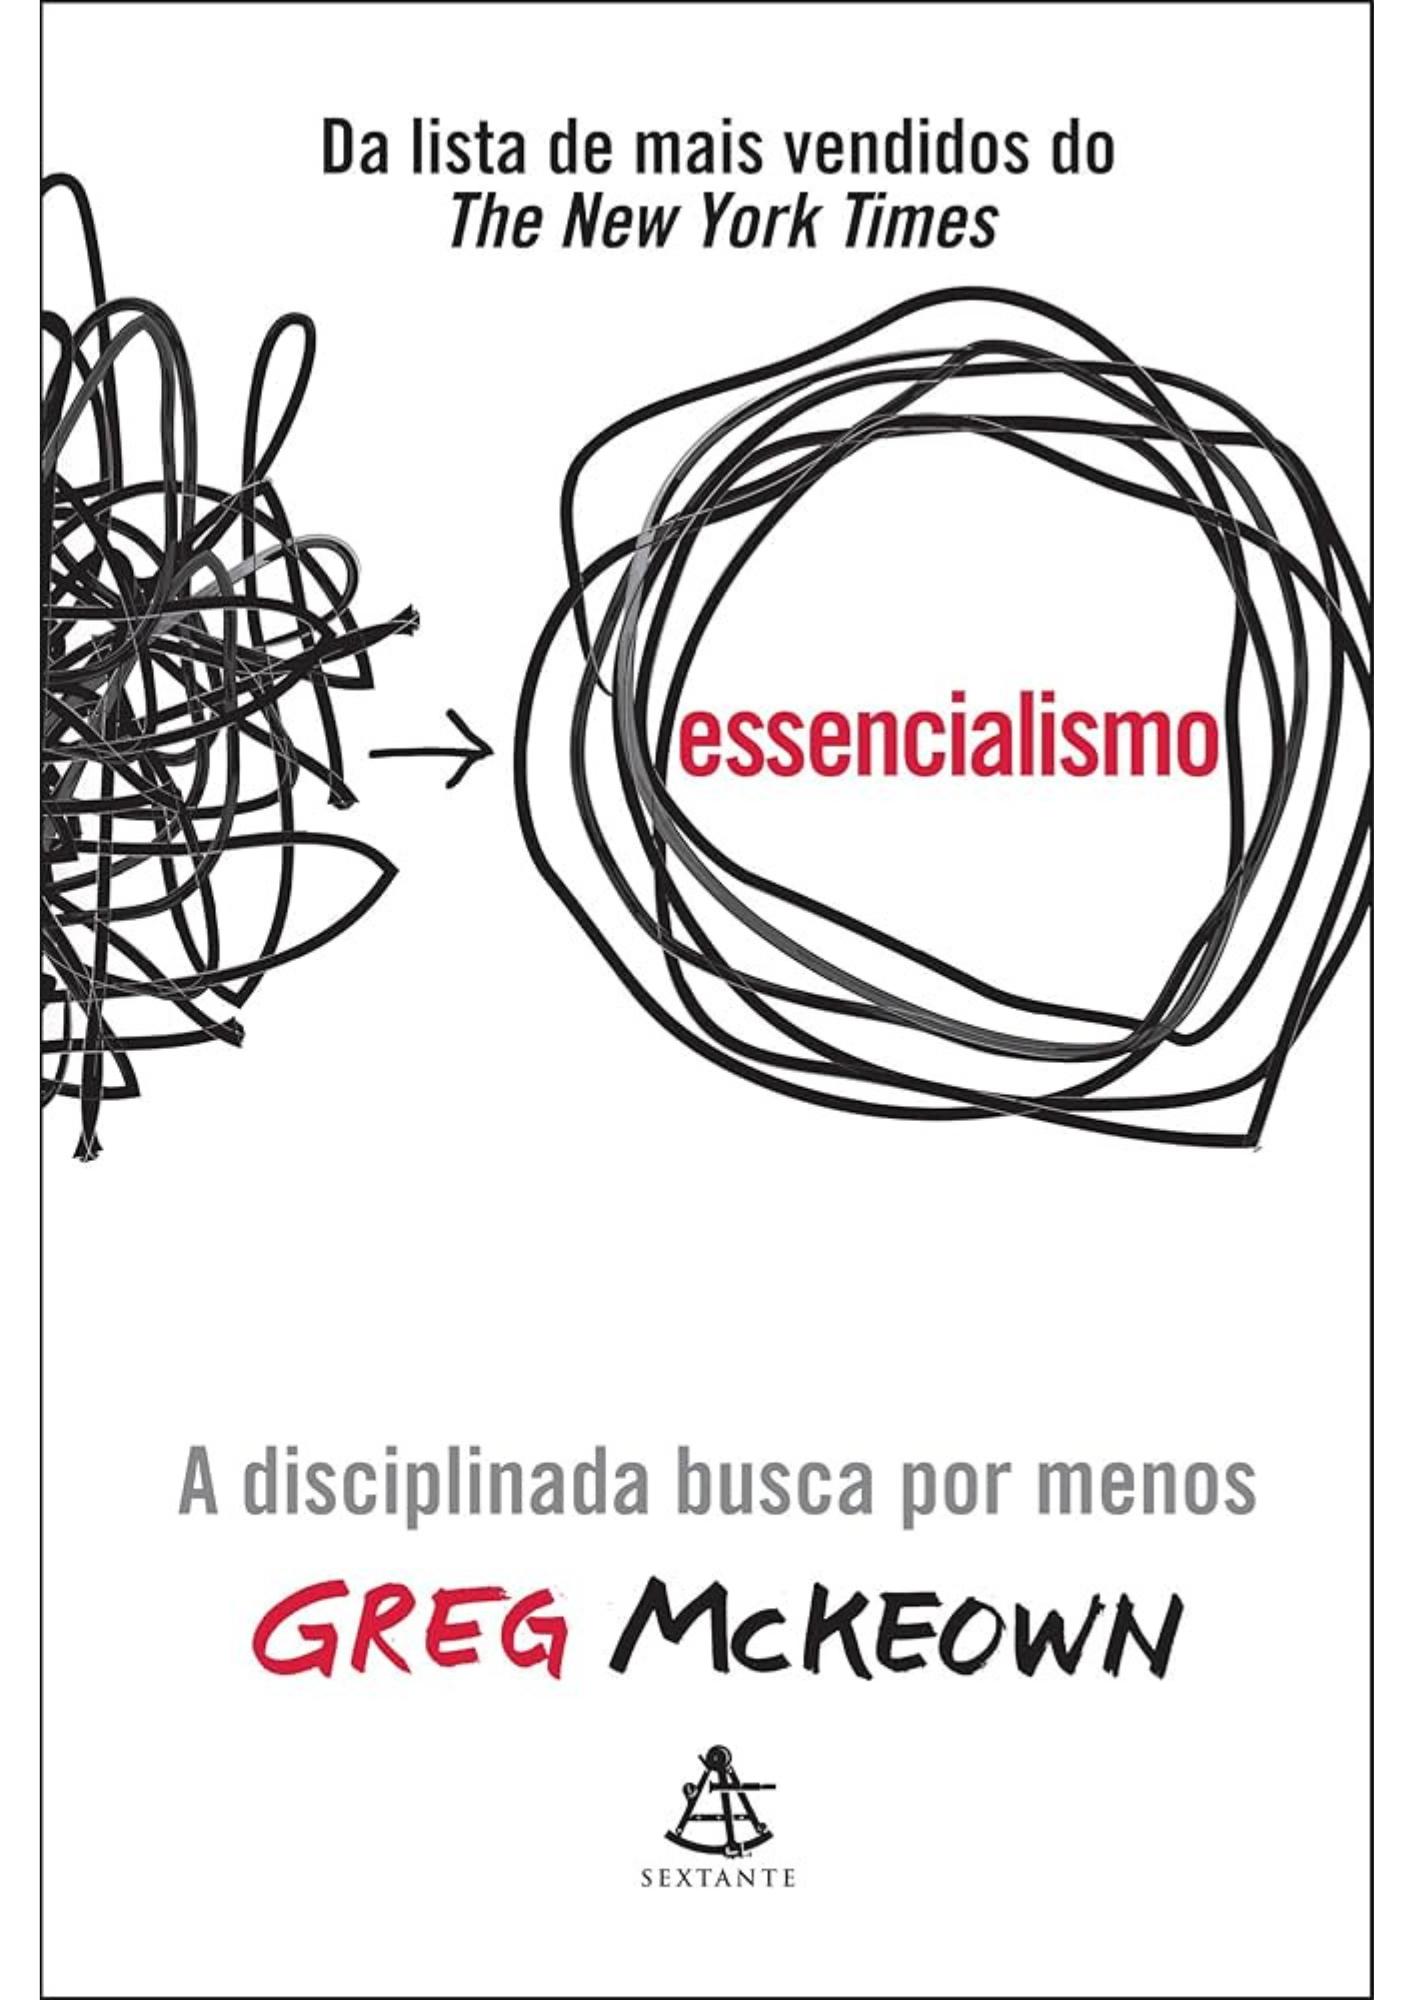 Da lista de mais vendidos do
The New York Times
essencialismo
A disciplinada busca por menos
GREG McKEOWN
SEXTANTE